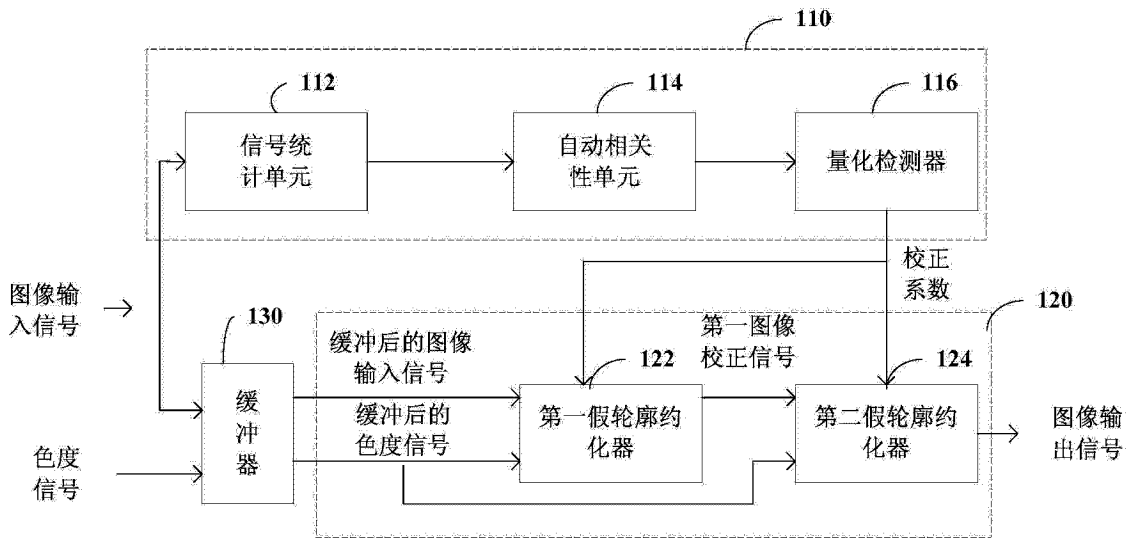 110
112
114
116
信号统
计单元
自动相关
性单元
量化检测器
校正
系数
图像输
入信号
120
130
缓冲后的图像
输入信号
第一图像
校正信号
122
124
缓
冲
器
缓冲后的
色度信号
第一假轮廓约
化器
第二假轮廓约
化器
图像输
出信号
色度
信号